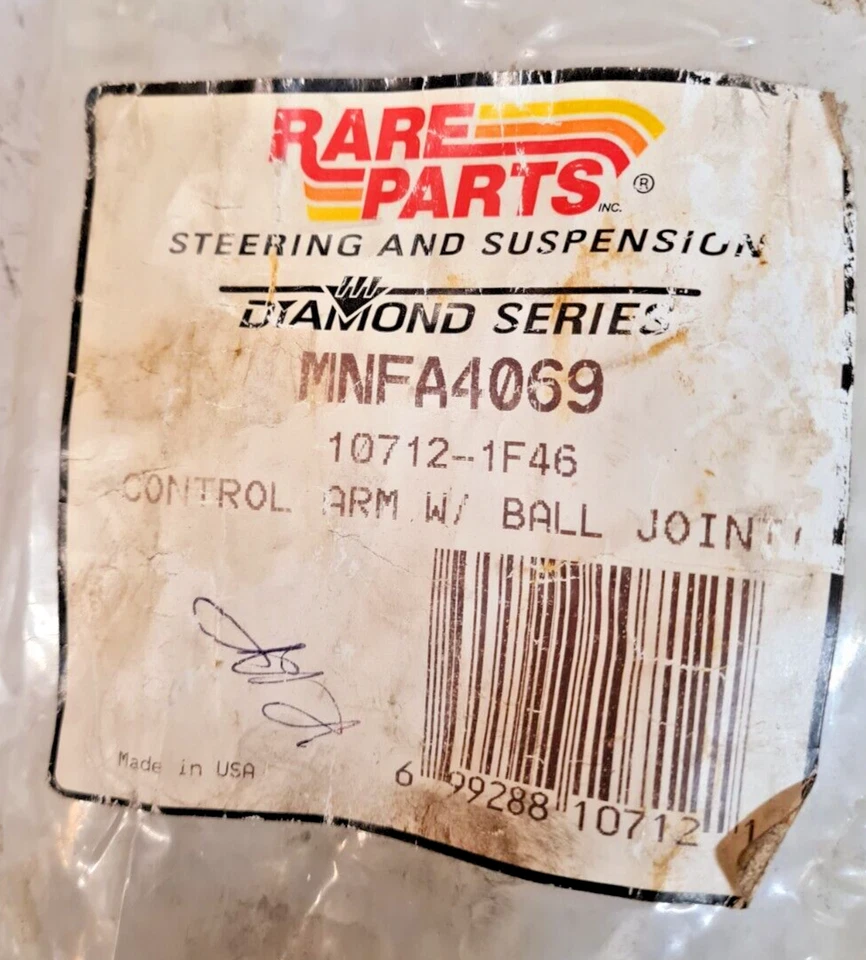 RARE
PARTS INC. ®
STEERING AND SUSPENSION
DIAMOND SERIES
MNFA4069
10712-1F46
CONTROL ARM W/ BALL JOINT
Made in USA
6 99288 10712 1